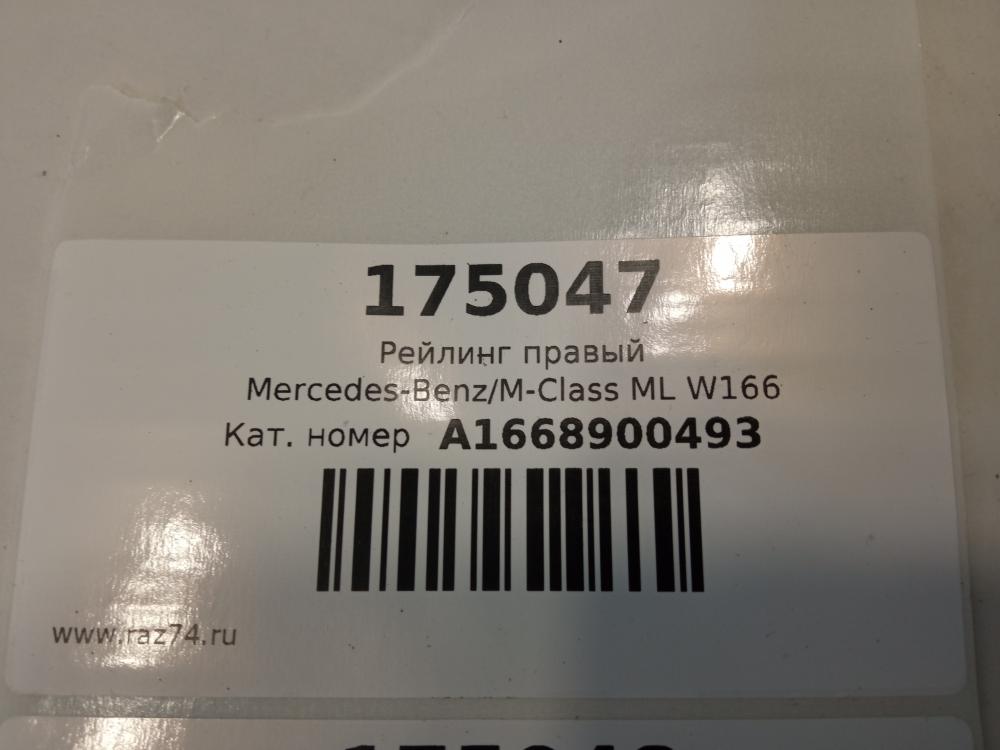 175047
Рейлинг правый
Mercedes-Benz/M-Class ML W166
Кат. номер A1668900493
www.raz74.ru